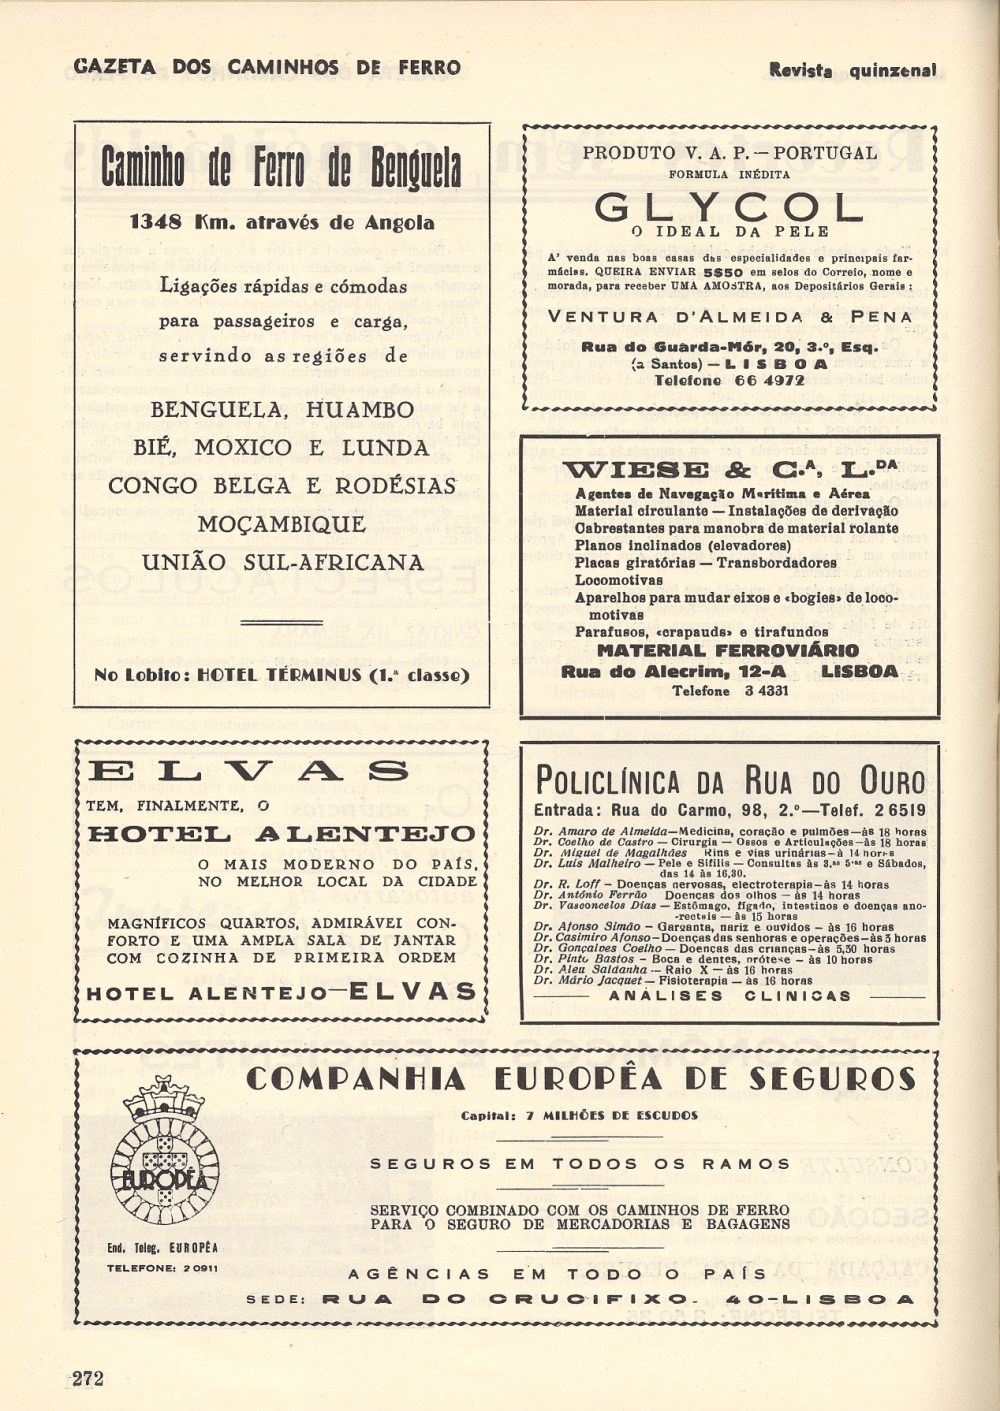 GAZETA DOS CAMINHOS DE FERRO
Revista quinzenal
Caminho de Ferro de Benguela
1348 Km. através de Angola
Ligações rápidas e cómodas
para passageiros e carga,
servindo as regiões de
BENGUELA, HUAMBO
BIÉ, MOXICO E LUNDA
CONGO BELGA E RODÉSIAS
MOÇAMBIQUE
UNIÃO SUL-AFRICANA
No Lobito: HOTEL TÉRMINUS (1.ª classe)
PRODUTO V. A. P. — PORTUGAL
FORMULA INÉDITA
GLYCOL
O IDEAL DA PELE
A' venda nas boas casas das especialidades e principais far-
mácias. QUEIRA ENVIAR 5$50 em selos do Correio, nome e
morada, para receber UMA AMOSTRA, aos Depositários Gerais:
VENTURA D'ALMEIDA & PENA
Rua do Guarda-Mór, 20, 3.º, Esq.
(a Santos) — LISBOA
Telefone 66 4972
WIESE & C.ª, L.DA
Agentes de Navegação Marítima e Aérea
Material circulante — Instalações de derivação
Cabrestantes para manobra de material rolante
Planos inclinados (elevadores)
Placas giratórias — Transbordadores
Locomotivas
Aparelhos para mudar eixos e «bogies» de loco-
motivas
Parafusos, «crapauds» e tirafundos
MATERIAL FERROVIÁRIO
Rua do Alecrim, 12-A LISBOA
Telefone 3 4331
ELVAS
TEM, FINALMENTE, O
HOTEL ALENTEJO
O MAIS MODERNO DO PAÍS,
NO MELHOR LOCAL DA CIDADE
MAGNÍFICOS QUARTOS, ADMIRÁVEL CON-
FORTO E UMA AMPLA SALA DE JANTAR
COM COZINHA DE PRIMEIRA ORDEM
HOTEL ALENTEJO—ELVAS
POLICLÍNICA DA RUA DO OURO
Entrada: Rua do Carmo, 98, 2.º—Telef. 2 6519
Dr. Amaro de Almeida—Medicina, coração e pulmões—às 18 horas
Dr. Coelho de Castro — Cirurgia — Ossos e Articulações—às 18 horas
Dr. Miguel de Magalhães Rins e vias urinárias—à 14 horas
Dr. Luís Malheiro — Pele e Sífilis — Consultas às 3.as 5.as e Sábados,
das 14 às 16,30.
Dr. R. Loff — Doenças nervosas, electroterapia—às 14 horas
Dr. António Ferrão Doenças dos olhos — às 14 horas
Dr. Vasconcelos Dias — Estômago, fígado, intestinos e doenças ano-
-rectais — às 15 horas
Dr. Afonso Simão — Garganta, nariz e ouvidos — às 16 horas
Dr. Casimiro Afonso — Doenças das senhoras e operações—às 5 horas
Dr. Gonçalves Coelho — Doenças das crianças—às 5,30 horas
Dr. Pinto Bastos — Boca e dentes, prótese — às 10 horas
Dr. Aleu Saldanha — Raio X — às 16 horas
Dr. Mário Jacquet — Fisioterapia — às 16 horas
ANÁLISES CLINICAS
COMPANHIA EUROPÊA DE SEGUROS
Capital: 7 MILHÕES DE ESCUDOS
SEGUROS EM TODOS OS RAMOS
SERVIÇO COMBINADO COM OS CAMINHOS DE FERRO
PARA O SEGURO DE MERCADORIAS E BAGAGENS
AGÊNCIAS EM TODO O PAÍS
SEDE: RUA DO CRUCIFIXO, 40-LISBOA
EUROPÊA
End. Teleg. EUROPÊA
TELEFONE: 2 0911
272